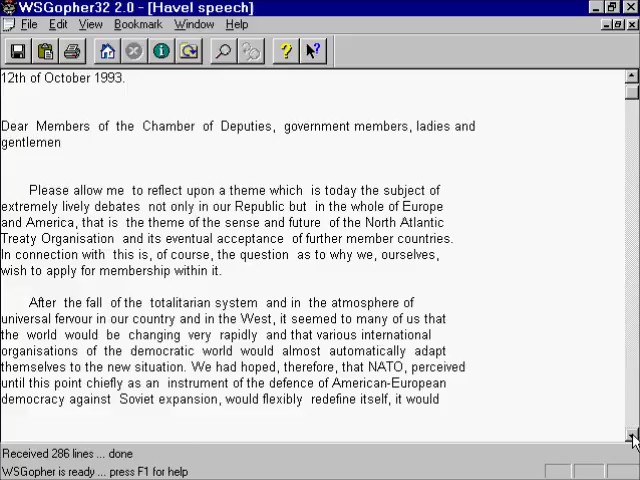 WSGopher32 2.0 - [Havel speech]
File Edit View Bookmark Window Help
12th of October 1993.
Dear Members of the Chamber of Deputies, government members, ladies and
gentlemen
Please allow me to reflect upon a theme which is today the subject of
extremely lively debates not only in our Republic but in the whole of Europe
and America, that is the theme of the sense and future of the North Atlantic
Treaty Organisation and its eventual acceptance of further member countries.
In connection with this is, of course, the question as to why we, ourselves,
wish to apply for membership within it.
After the fall of the totalitarian system and in the atmosphere of
universal fervour in our country and in the West, it seemed to many of us that
the world would be changing very rapidly and that various international
organisations of the democratic world would almost automatically adapt
themselves to the new situation. We had hoped, therefore, that NATO, perceived
until this point chiefly as an instrument of the defence of American-European
democracy against Soviet expansion, would flexibly redefine itself, it would
Received 286 lines ... done
WSGopher is ready... press F1 for help